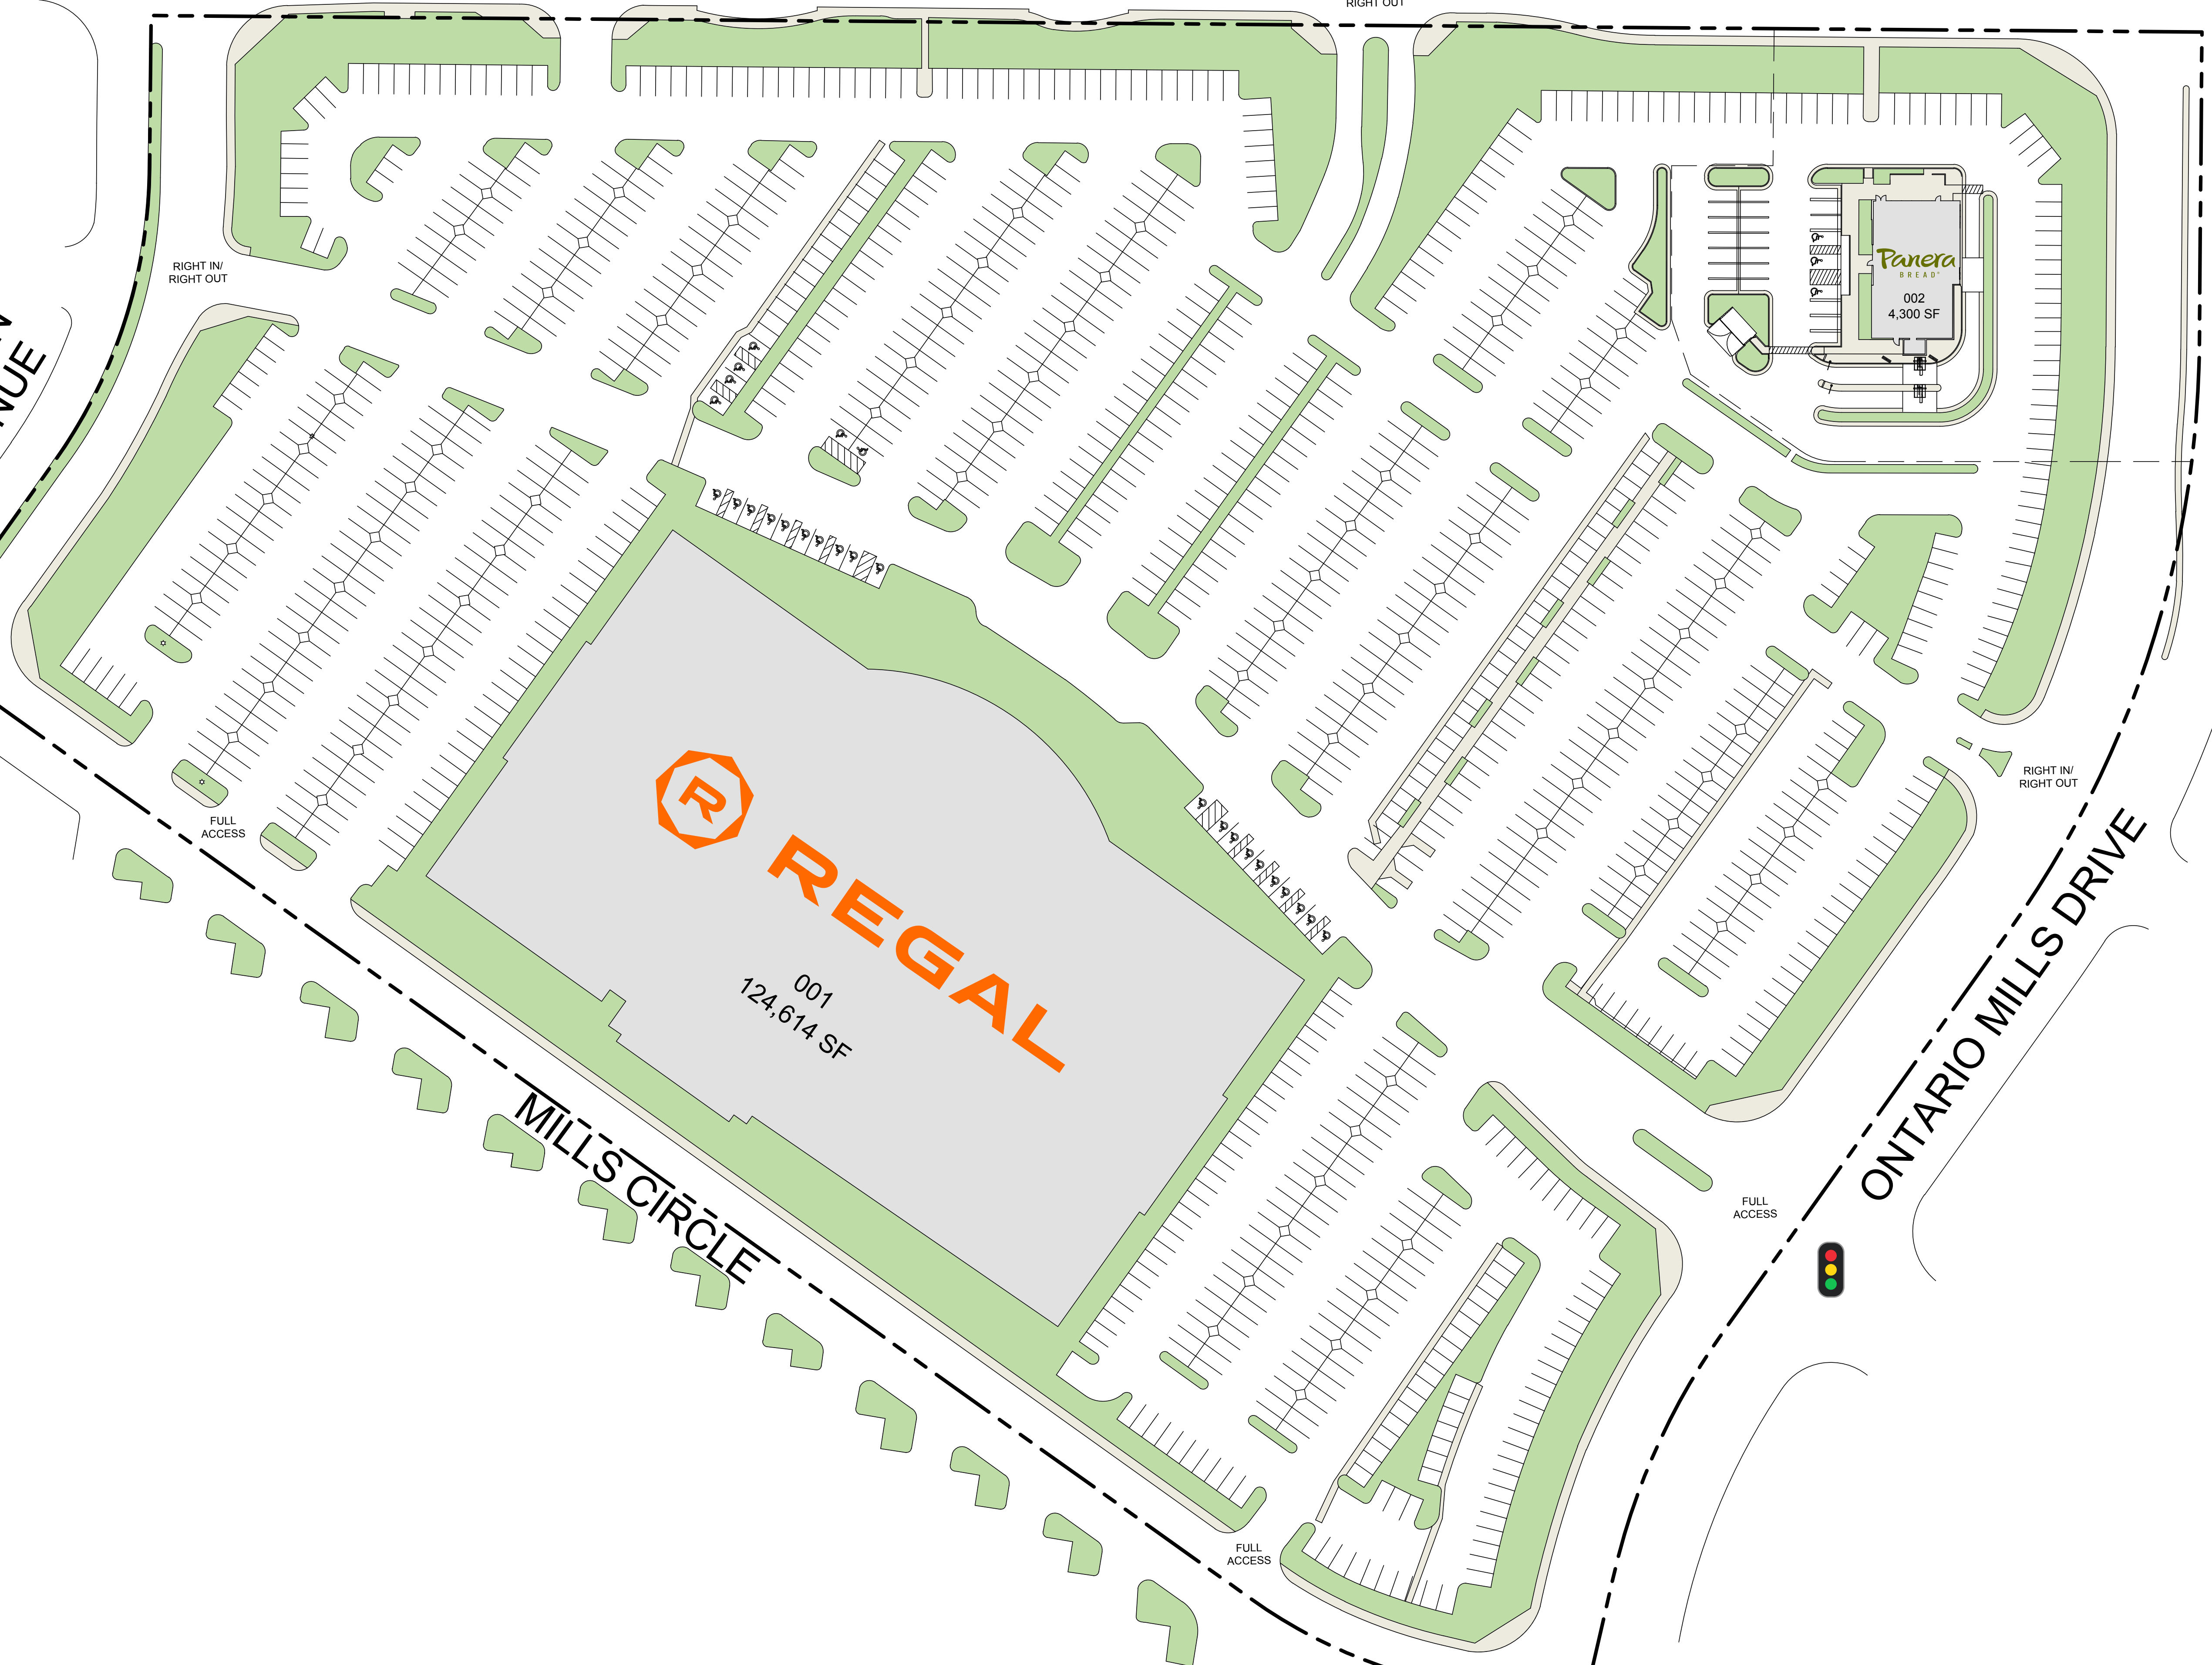 RIGHT OUT
RIGHT IN/
RIGHT OUT
Panera
BREAD
002
4,300 SF
RIGHT IN/
RIGHT OUT
FULL
ACCESS
R REGAL
001
124,614 SF
MILLS CIRCLE
ONTARIO MILLS DRIVE
FULL
ACCESS
FULL
ACCESS